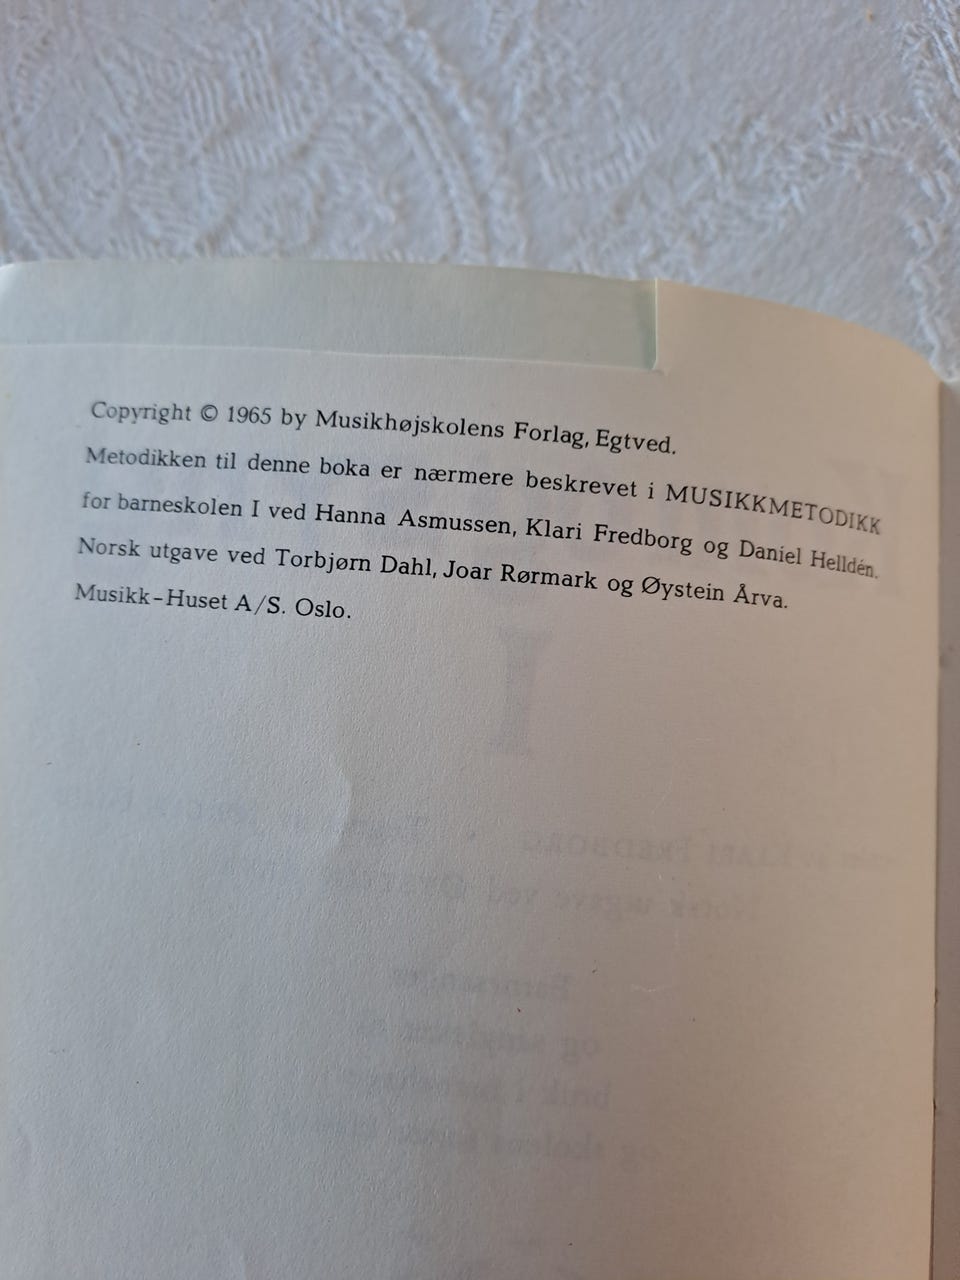 Copyright © 1965 by Musikhøjskolens Forlag, Egtved.
Metodikken til denne boka er nærmere beskrevet i MUSIKKMETODIKK
for barneskolen I ved Hanna Asmussen, Klari Fredborg og Daniel Helldén.
Norsk utgave ved Torbjørn Dahl, Joar Rørmark og Øystein Årva.
Musikk-Huset A/S. Oslo.